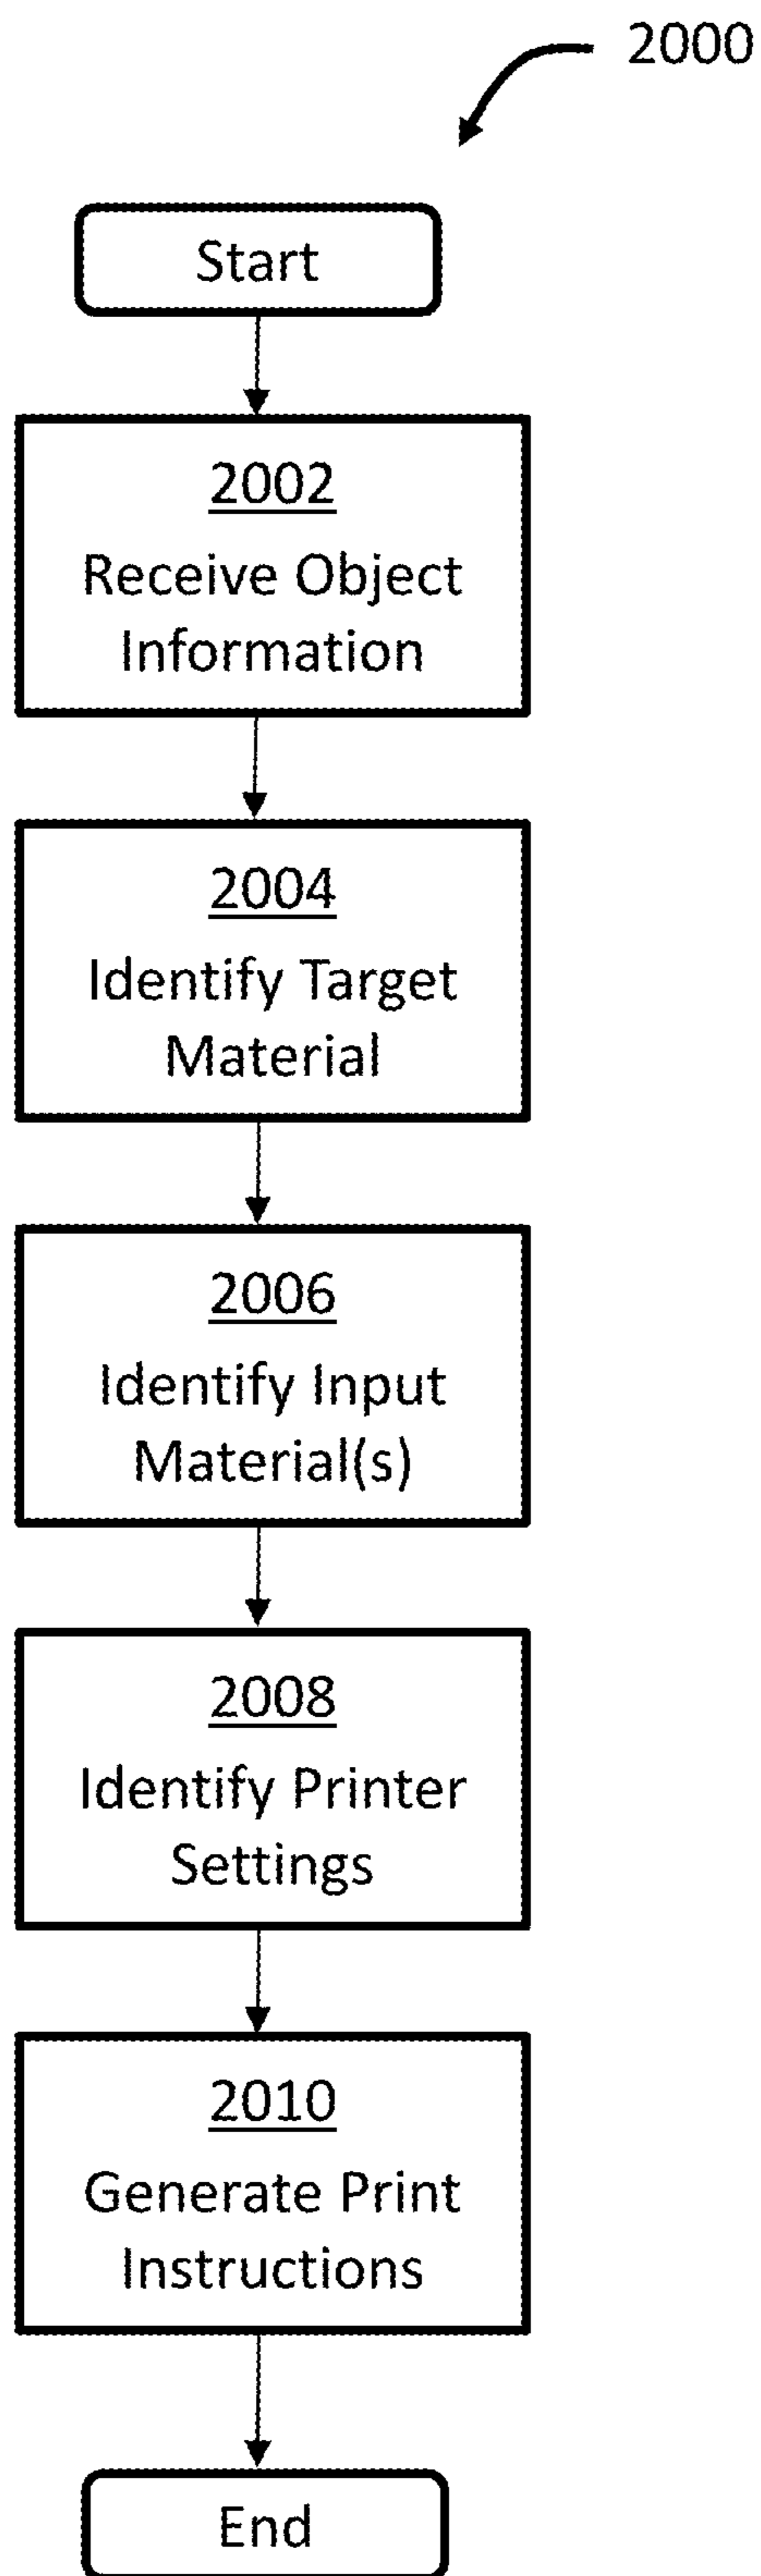 2000
Start
2002
Receive Object
Information
2004
Identify Target
Material
2006
Identify Input
Material(s)
2008
Identify Printer
Settings
2010
Generate Print
Instructions
End